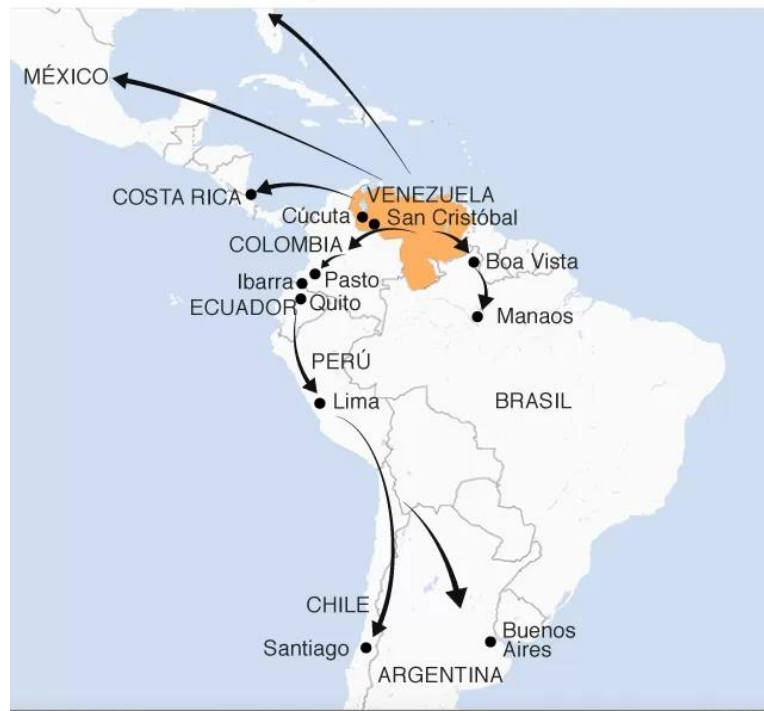 MÉXICO
COSTA RICA
VENEZUELA
Cúcuta
San Cristóbal
COLOMBIA
Boa Vista
Ibarra
Pasto
ECUADOR
Quito
Manaos
PERÚ
Lima
BRASIL
CHILE
Santiago
Buenos
Aires
ARGENTINA